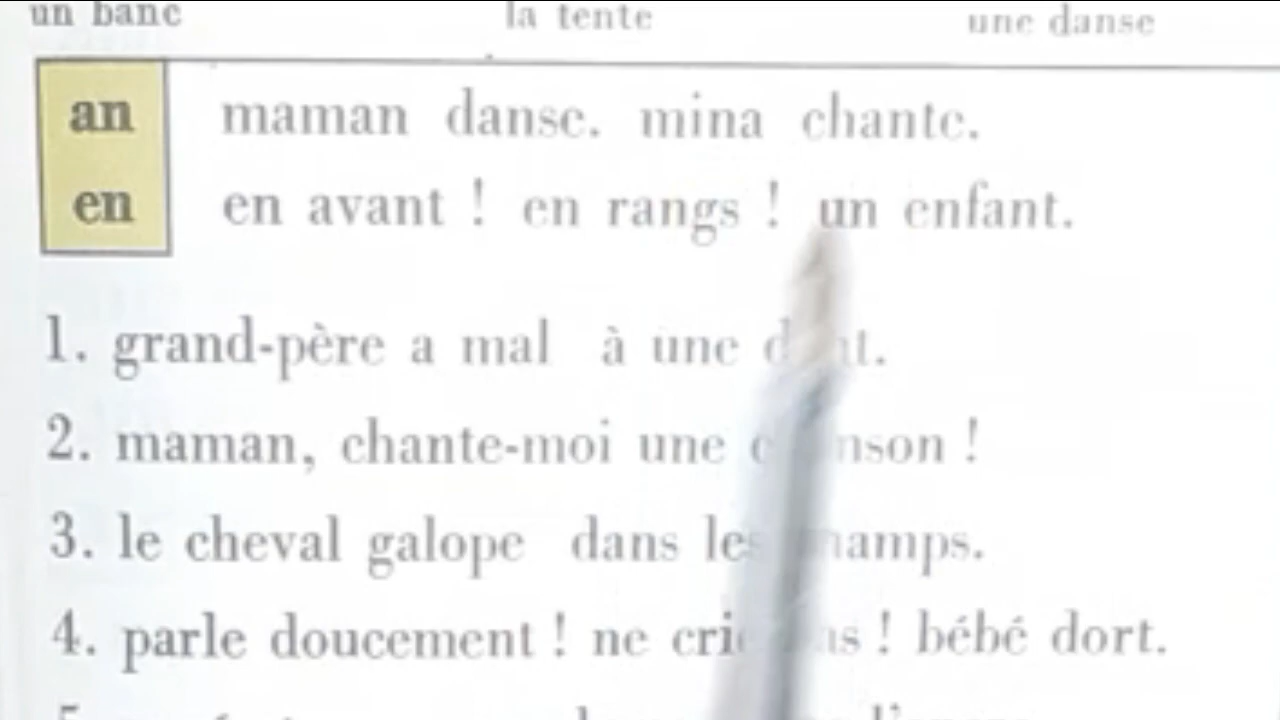 un banc la tente une danse
an maman danse. mina chante.
en en avant ! en rangs ! un enfant.
1. grand-père a mal à une
2. maman, chante-moi une
3. le cheval galope dans les
4. parle doucement ! ne ! bébé dort.
5.